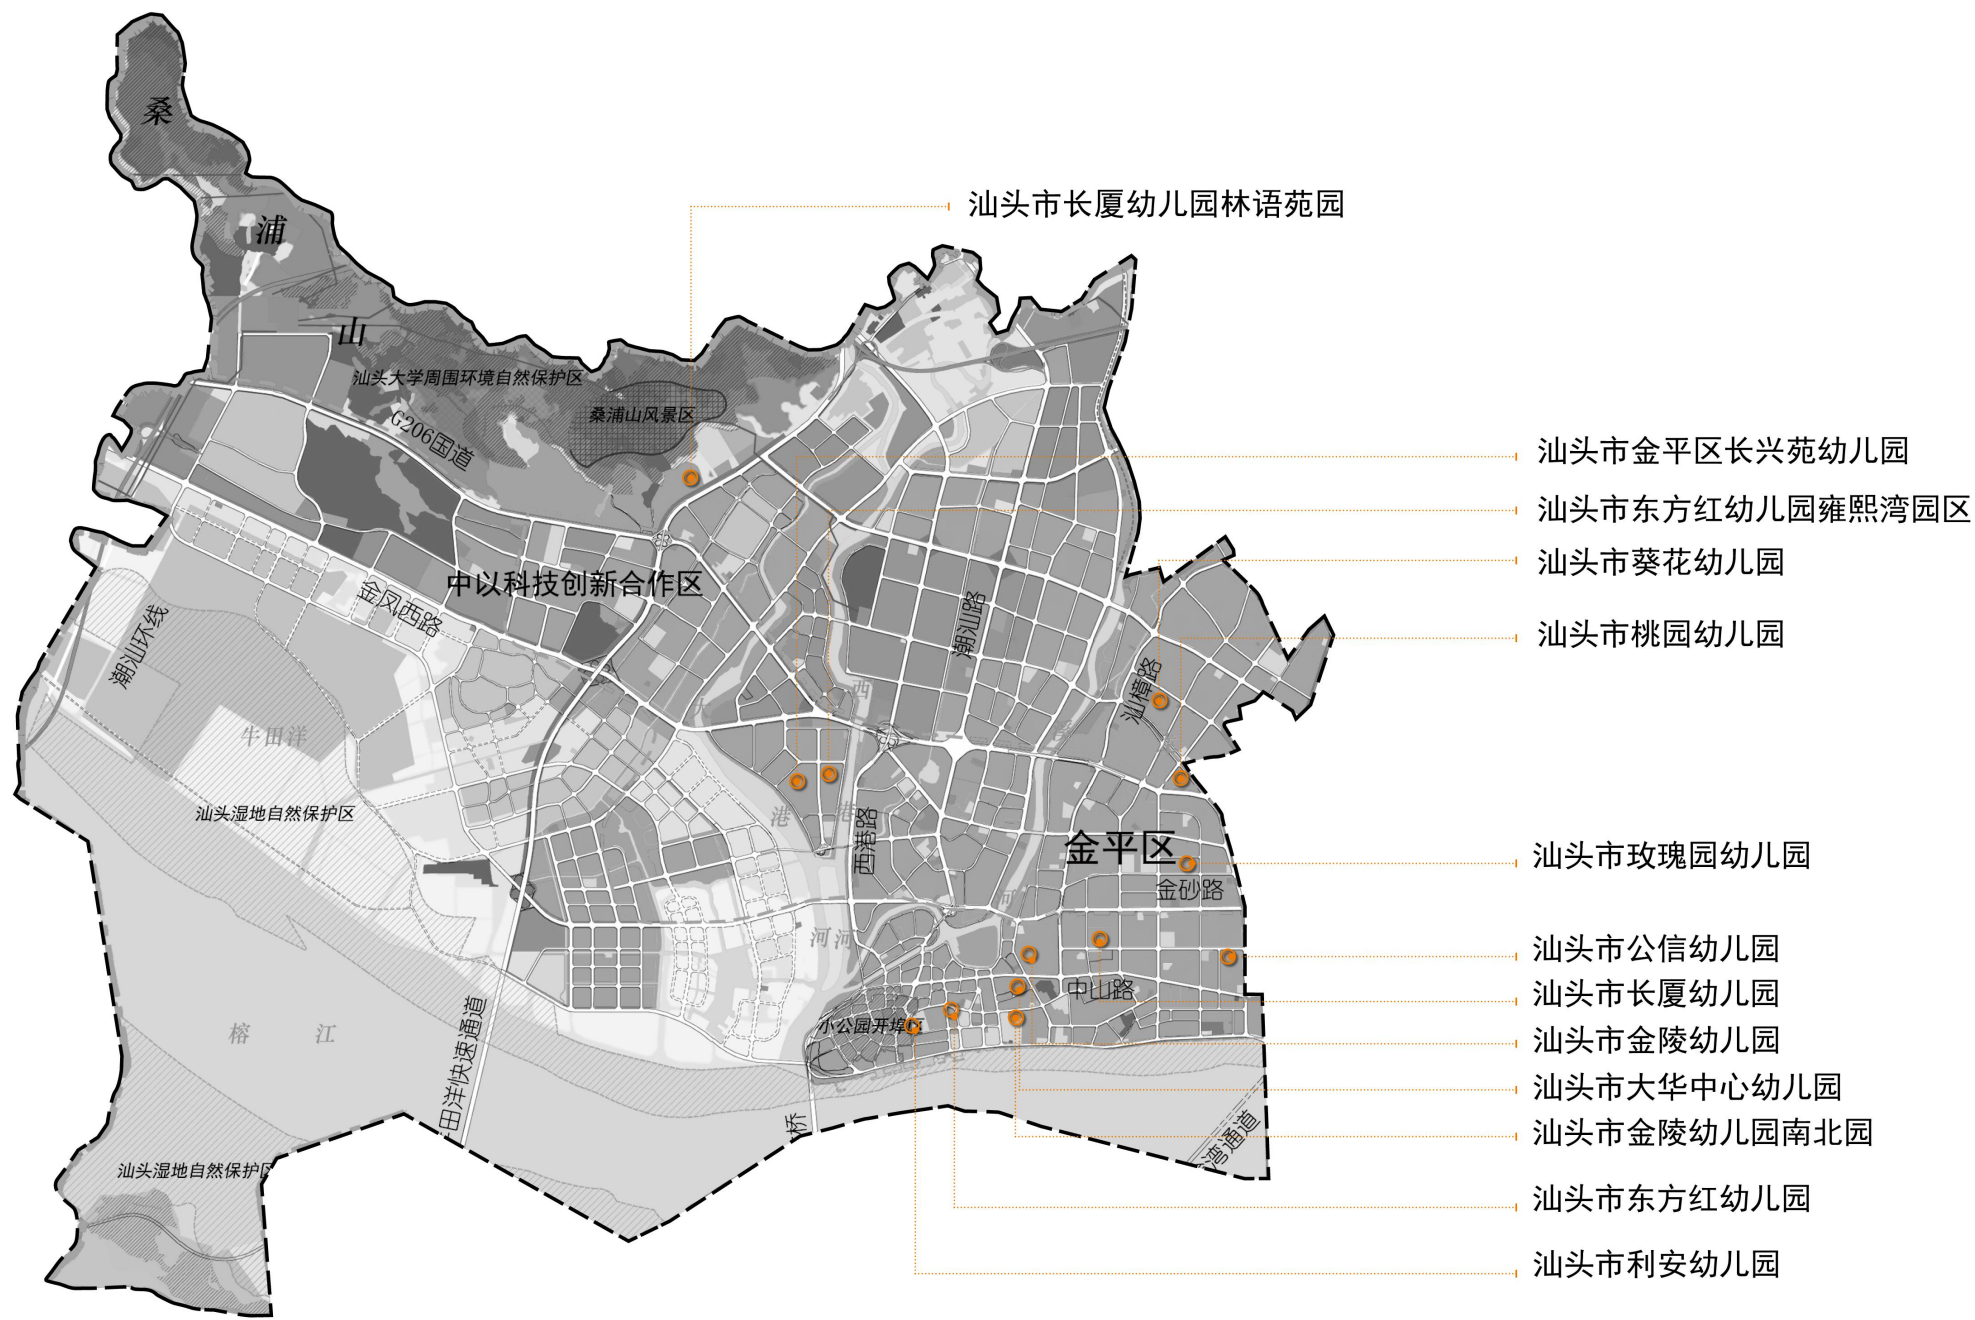 桑
浦
山
汕头市长厦幼儿园林语苑园
汕头大学周围环境自然保护区
桑浦山风景区
G206国道
汕头市金平区长兴苑幼儿园
汕头市东方红幼儿园雍熙湾园区
汕头市葵花幼儿园
中以科技创新合作区
金凤西路
潮汕环线
潮汕路
汕头市桃园幼儿园
汕樟路
西
大
牛田洋
汕头湿地自然保护区
港
港
西港路
金平区
汕头市玫瑰园幼儿园
金砂路
河河
汕头市公信幼儿园
中山路
汕头市长厦幼儿园
榕 江
小公园开埠区
汕头市金陵幼儿园
田洋快速通道
汕头市大华中心幼儿园
桥
湾通道
汕头市金陵幼儿园南北园
汕头湿地自然保护区
汕头市东方红幼儿园
汕头市利安幼儿园